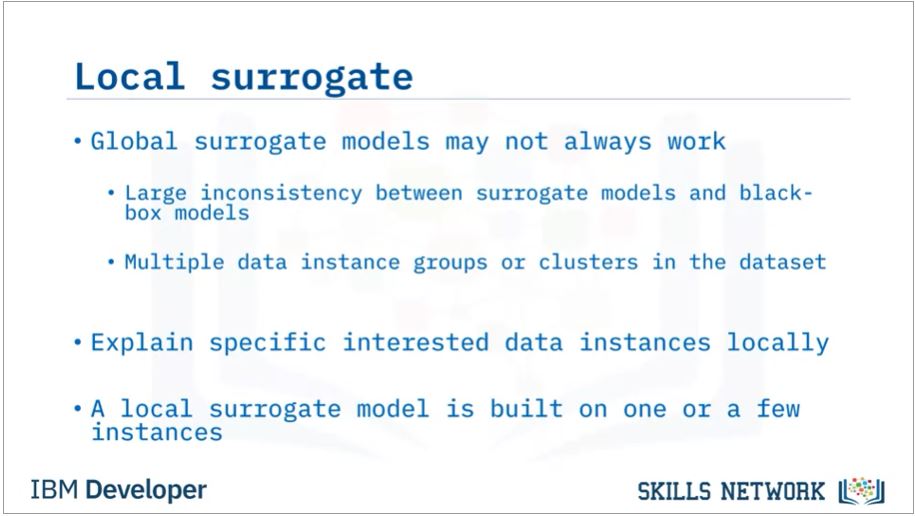 Local surrogate
• Global surrogate models may not always work
• Large inconsistency between surrogate models and black-
box models
• Multiple data instance groups or clusters in the dataset
• Explain specific interested data instances locally
• A local surrogate model is built on one or a few
instances
IBM Developer
SKILLS NETWORK